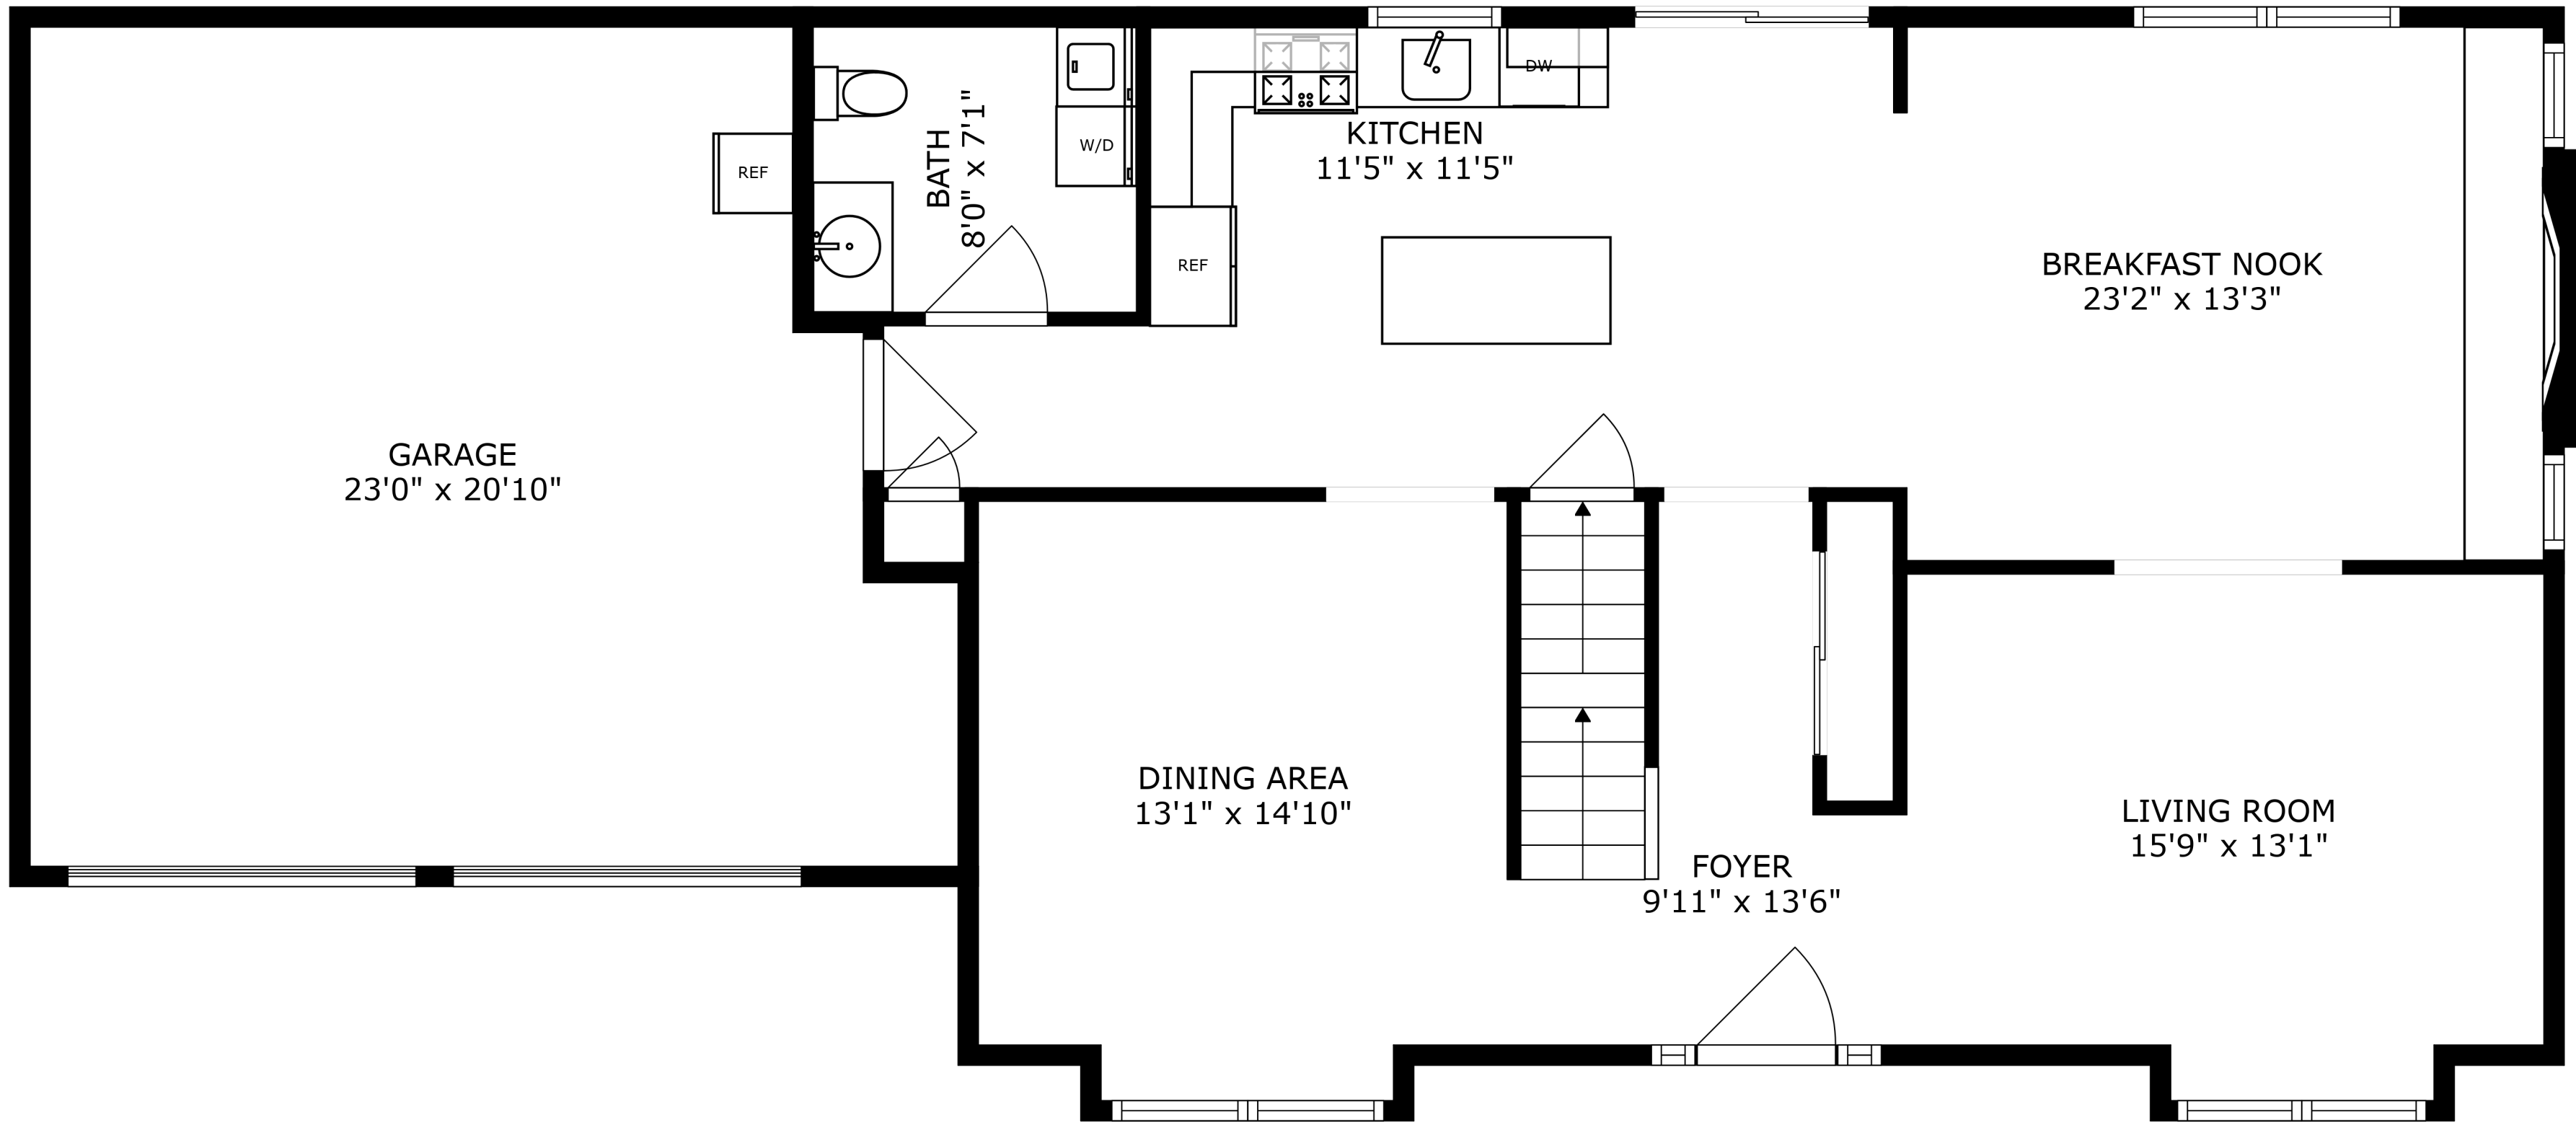 DW
KITCHEN
11'5" x 11'5"
W/D
BATH
8'0" x 7'1"
REF
REF
BREAKFAST NOOK
23'2" x 13'3"
GARAGE
23'0" x 20'10"
DINING AREA
13'1" x 14'10"
LIVING ROOM
15'9" x 13'1"
FOYER
9'11" x 13'6"